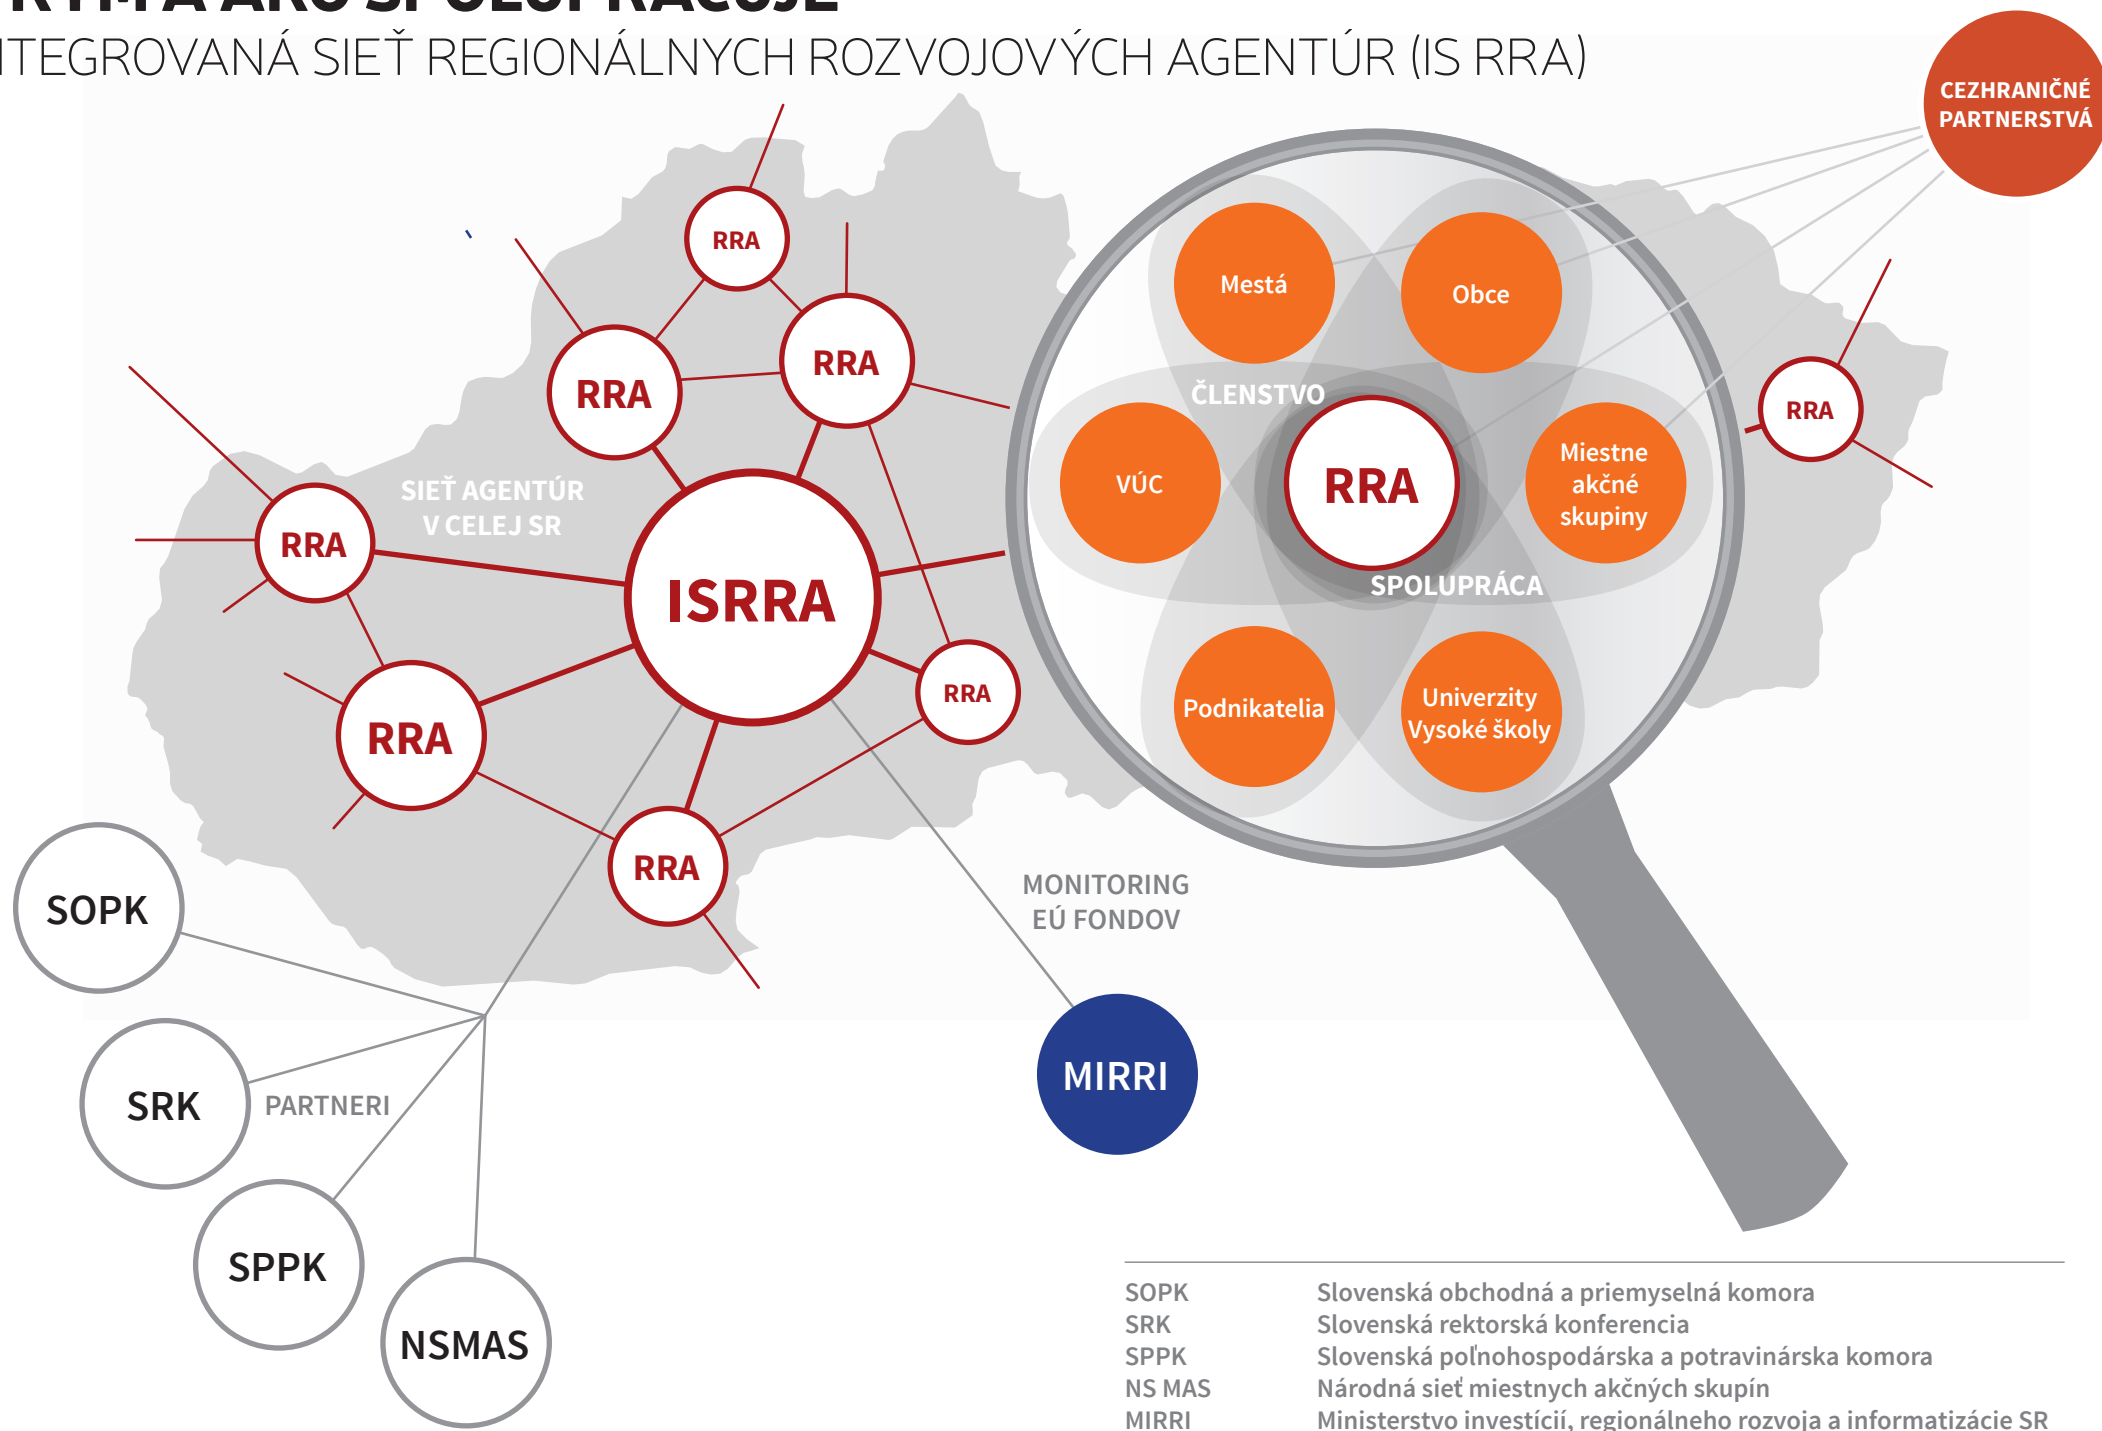 A AKO SPOLUPRACUJE
NTEGROVANÁ SIEŤ REGIONÁLNYCH ROZVOJOVÝCH AGENTÚR (IS RRA)
CEZHRANIČNÉ
PARTNERSTVÁ
RRA
RRA
RRA
RRA
RRA
RRA
RRA
RRA
SIEŤ AGENTÚR
V CELEJ SR
ISRRA
Mestá
Obce
ČLENSTVO
VÚC
RRA
Miestne
akčné
skupiny
SPOLUPRÁCA
Podnikatelia
Univerzity
Vysoké školy
MONITORING
EÚ FONDOV
MIRRI
SOPK
SRK
PARTNERI
SPPK
NSMAS
SOPK Slovenská obchodná a priemyselná komora
SRK Slovenská rektorská konferencia
SPPK Slovenská poľnohospodárska a potravinárska komora
NS MAS Národná sieť miestnych akčných skupín
MIRRI Ministerstvo investícií, regionálneho rozvoja a informatizácie SR